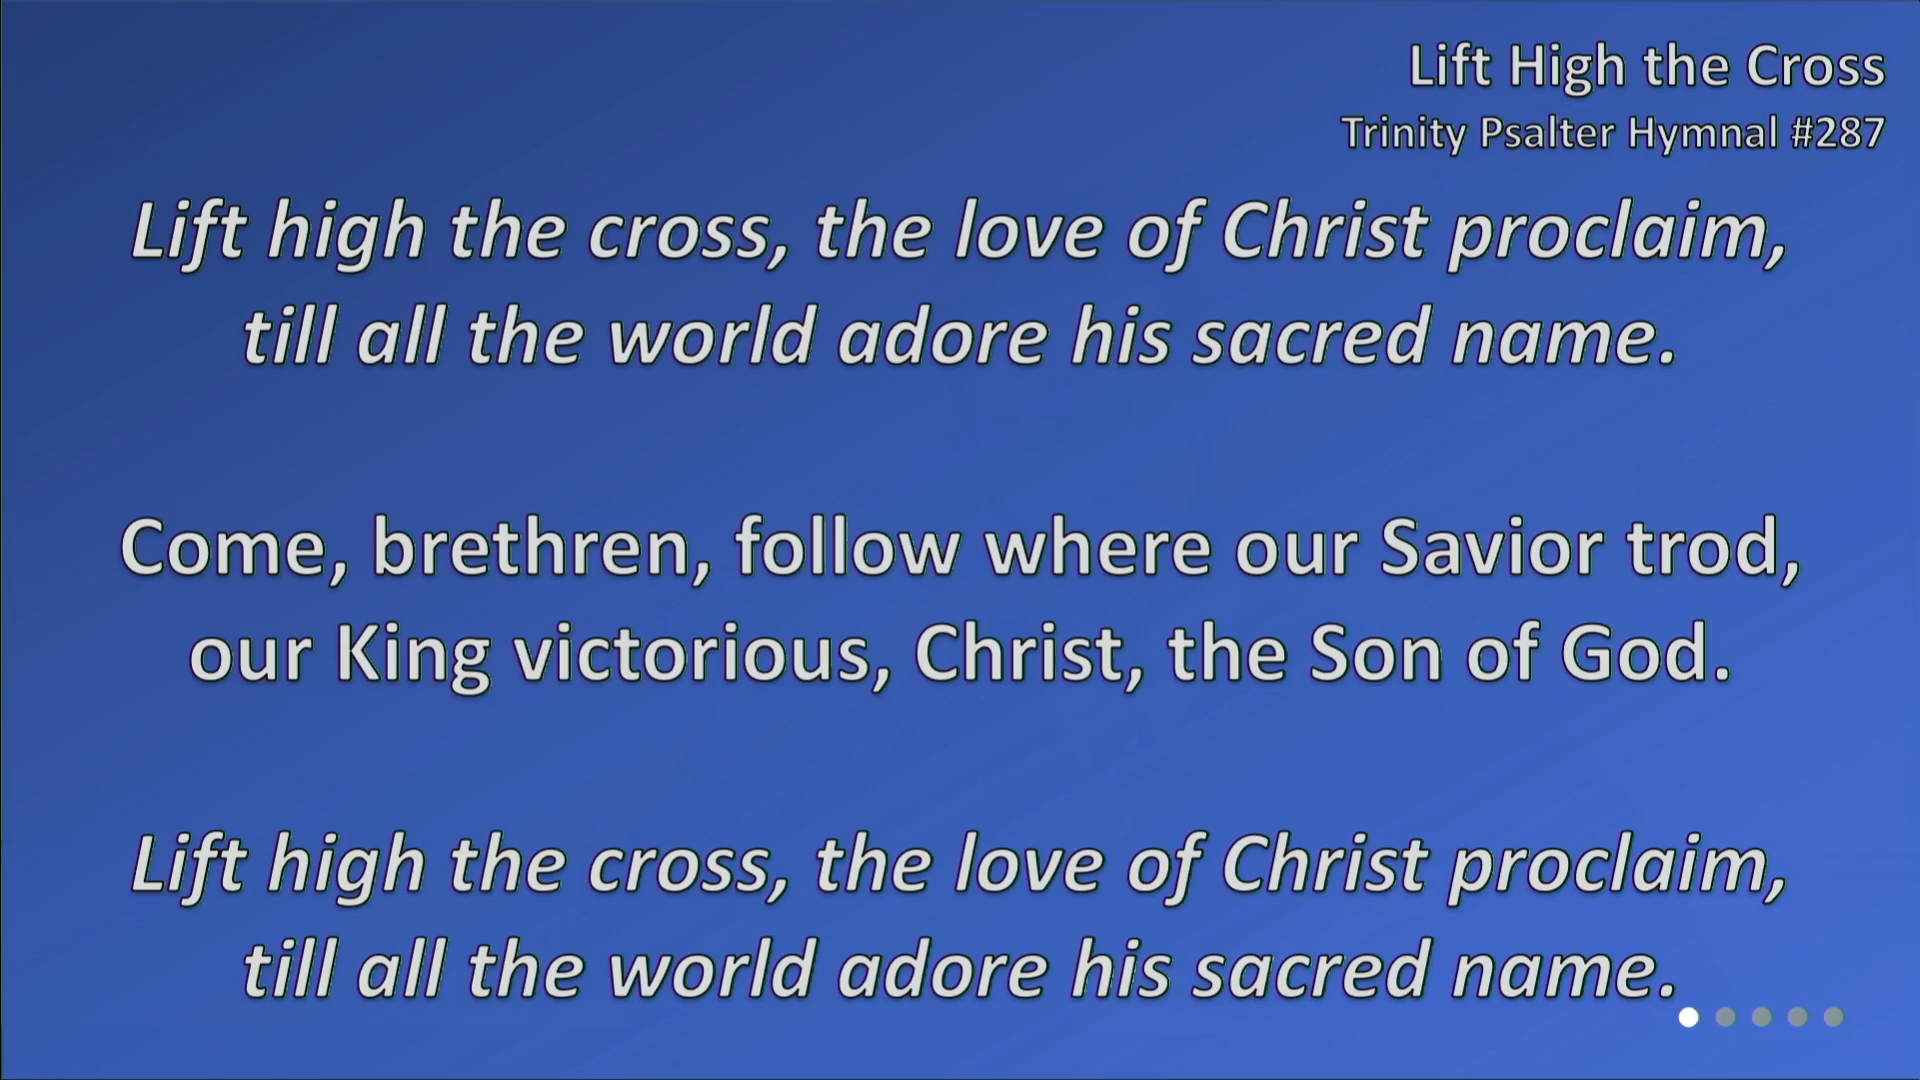 Lift High the Cross
Trinity Psalter Hymnal #287
Lift high the cross, the love of Christ proclaim,
till all the world adore his sacred name.
Come, brethren, follow where our Savior trod,
our King victorious, Christ, the Son of God.
Lift high the cross, the love of Christ proclaim,
till all the world adore his sacred name.